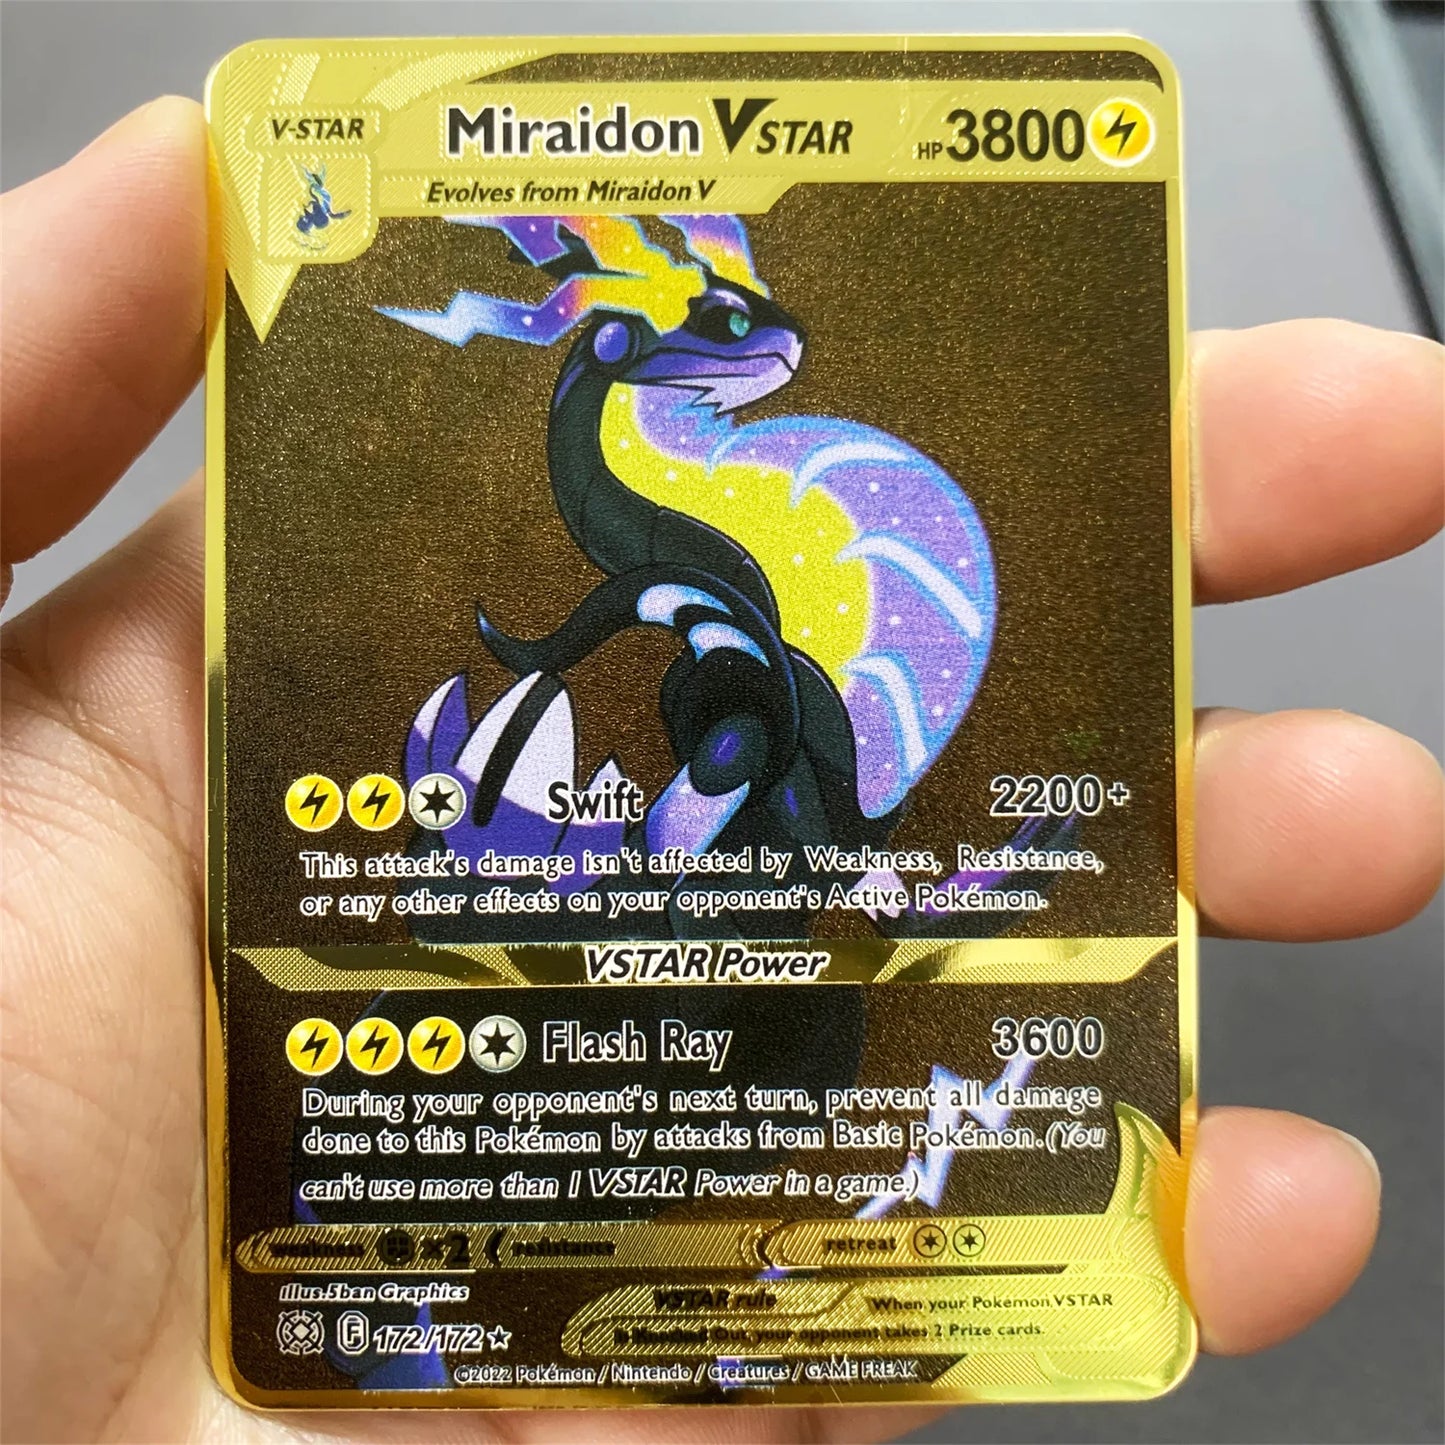 V-STAR
Miraidon VSTAR HP 3800
Evolves from Miraidon V
Swift 2200+
This attack's damage isn't affected by Weakness, Resistance,
or any other effects on your opponent's Active Pokémon.
VSTAR Power
Flash Ray 3600
During your opponent's next turn, prevent all damage
done to this Pokémon by attacks from Basic Pokémon.(You
can't use more than 1 VSTAR Power in a game.)
weakness ×2 resistance retreat
Illus.5ban Graphics
VSTAR rule When your Pokémon VSTAR
is Knocked Out, your opponent takes 2 Prize cards.
F 172/172 ★
©2022 Pokémon / Nintendo / Creatures / GAME FREAK